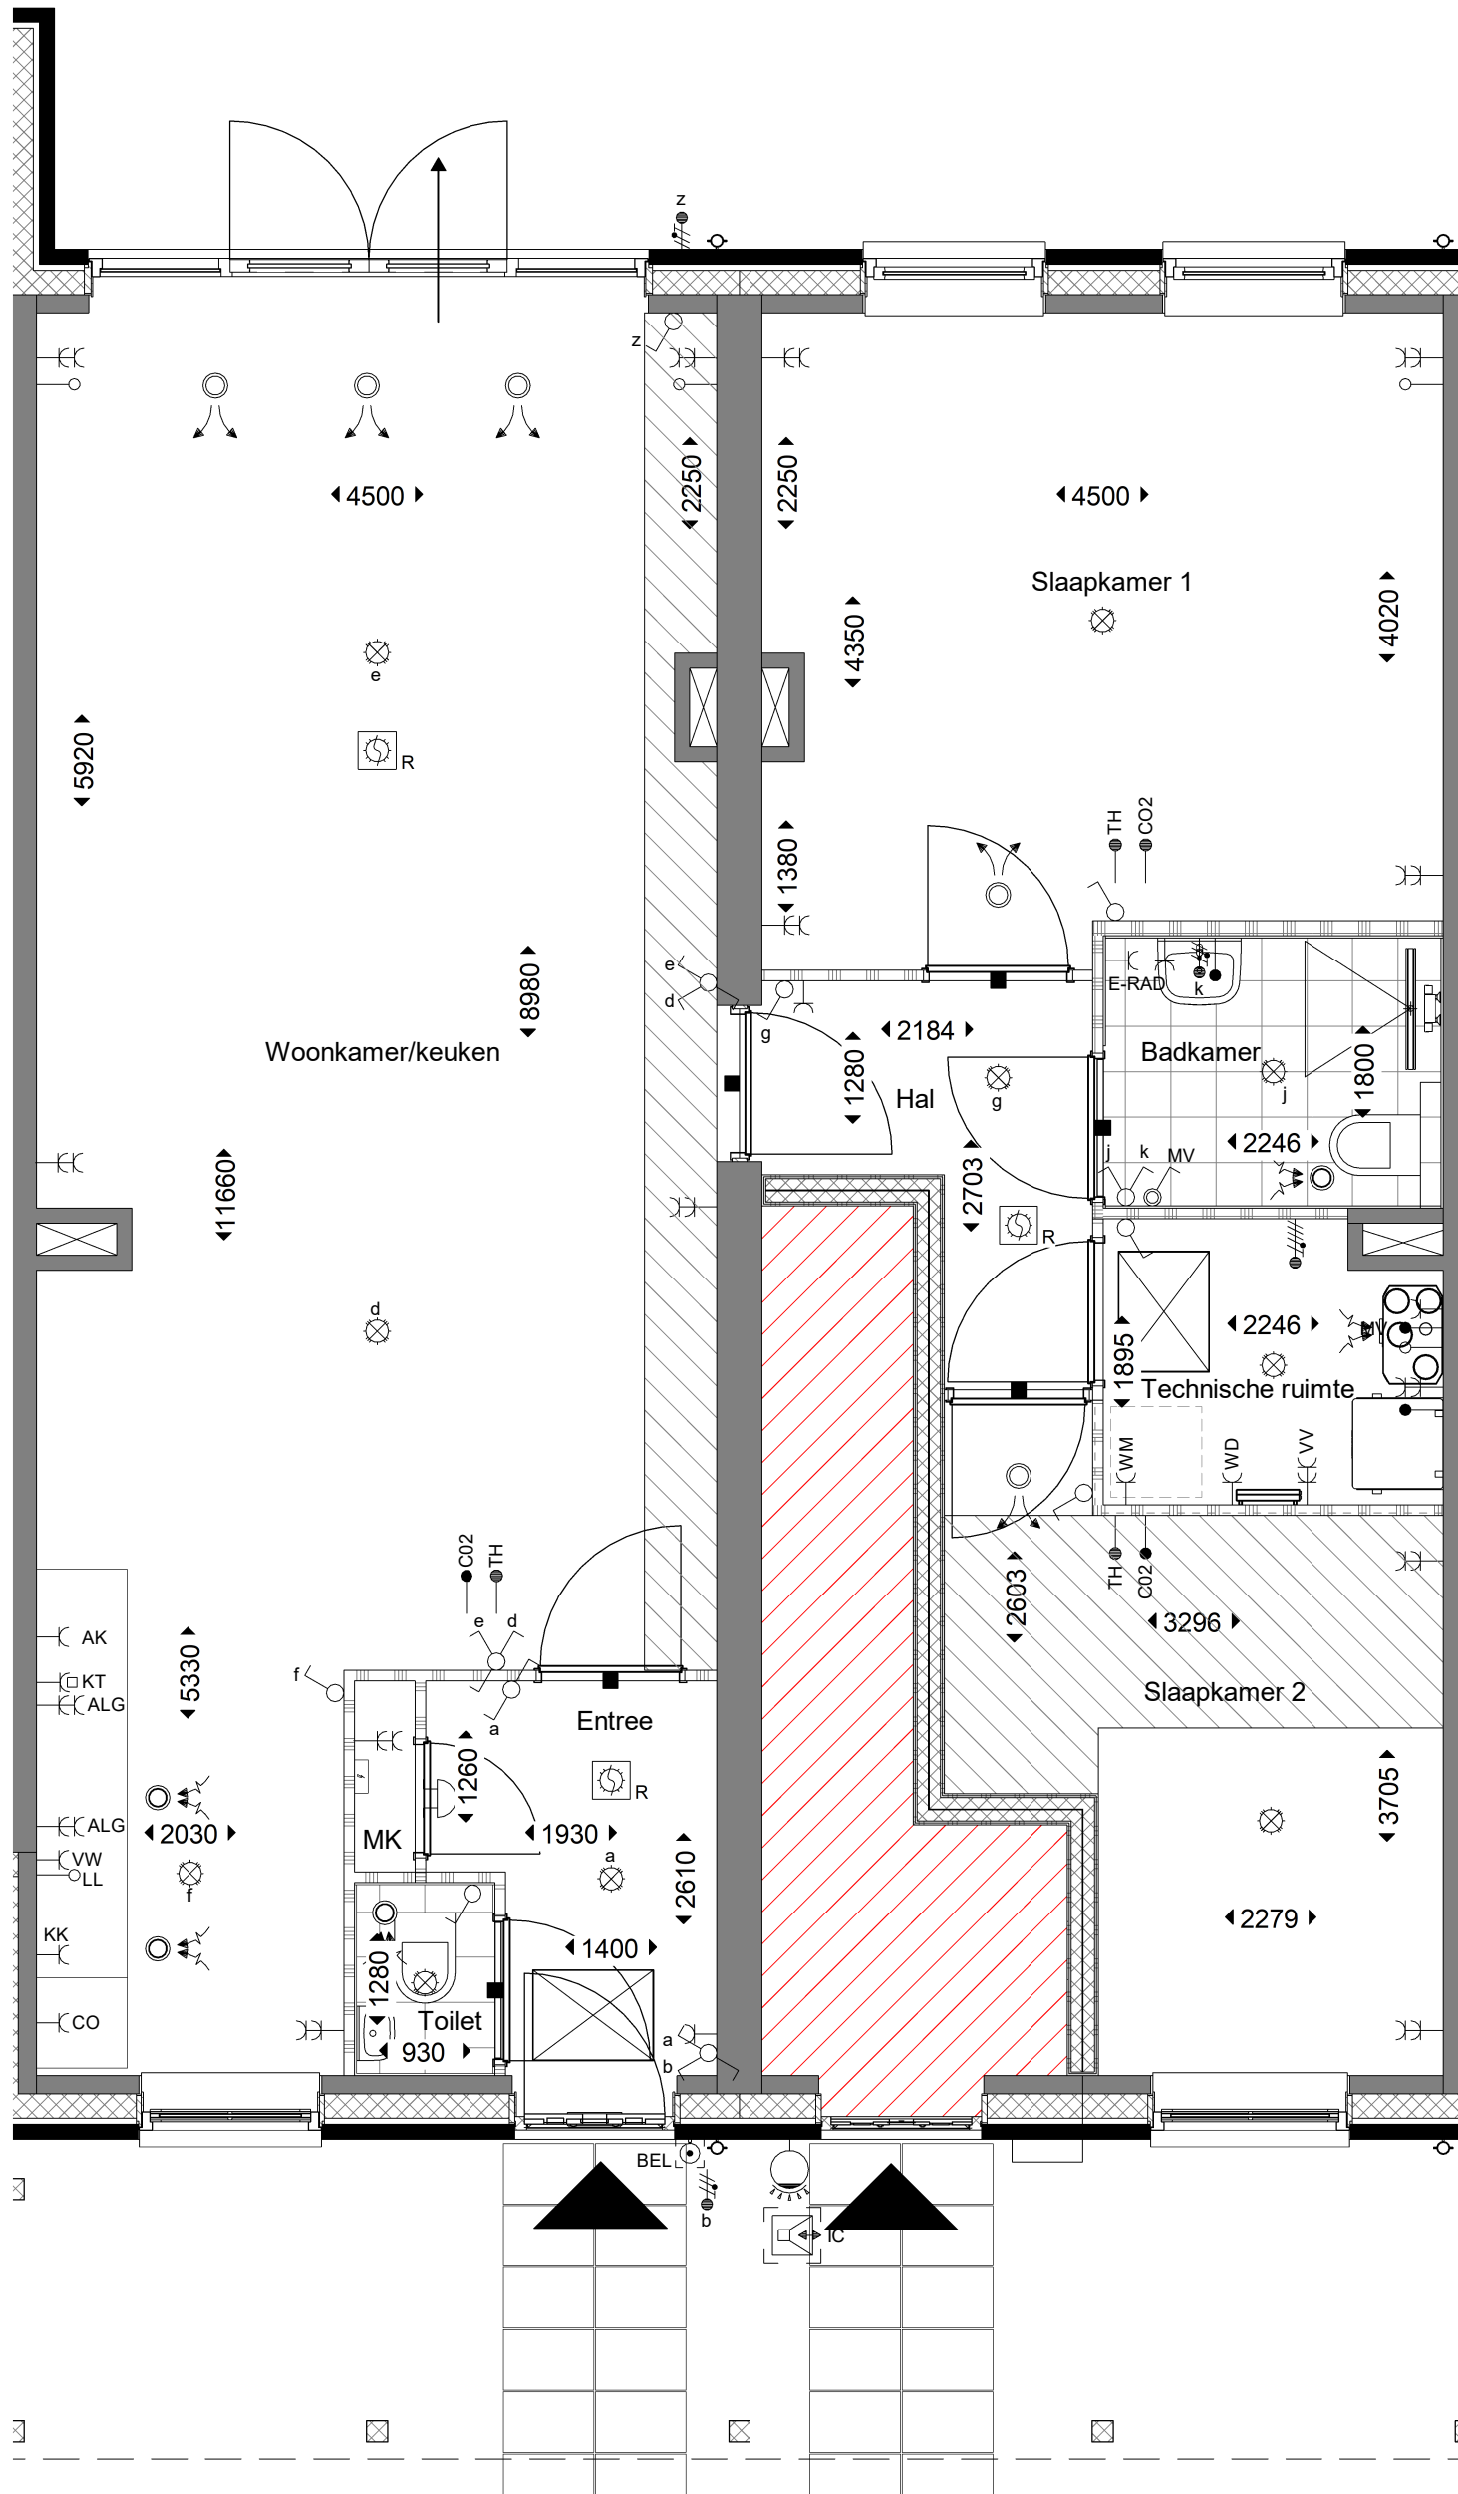 z
z
4500
2250
2250
4500
Slaapkamer 1
4350
4020
e
R
5920
TH
CO2
1380
e
d
8980
E-RAD
k
g
2184
Woonkamer/keuken
1280
Badkamer
1800
Hal
g
j
2246
j
k
MV
11660
2703
R
d
2246
MV
1895
Technische ruimte
WM
WD
VV
C02
TH
TH
C02
2603
3296
e
d
AK
5330
f
KT
ALG
Slaapkamer 2
a
Entree
1260
R
3705
ALG
2030
MK
1930
VW
LL
a
f
2610
2279
KK
1400
1280
CO
Toilet
a
930
b
BEL
b
IC